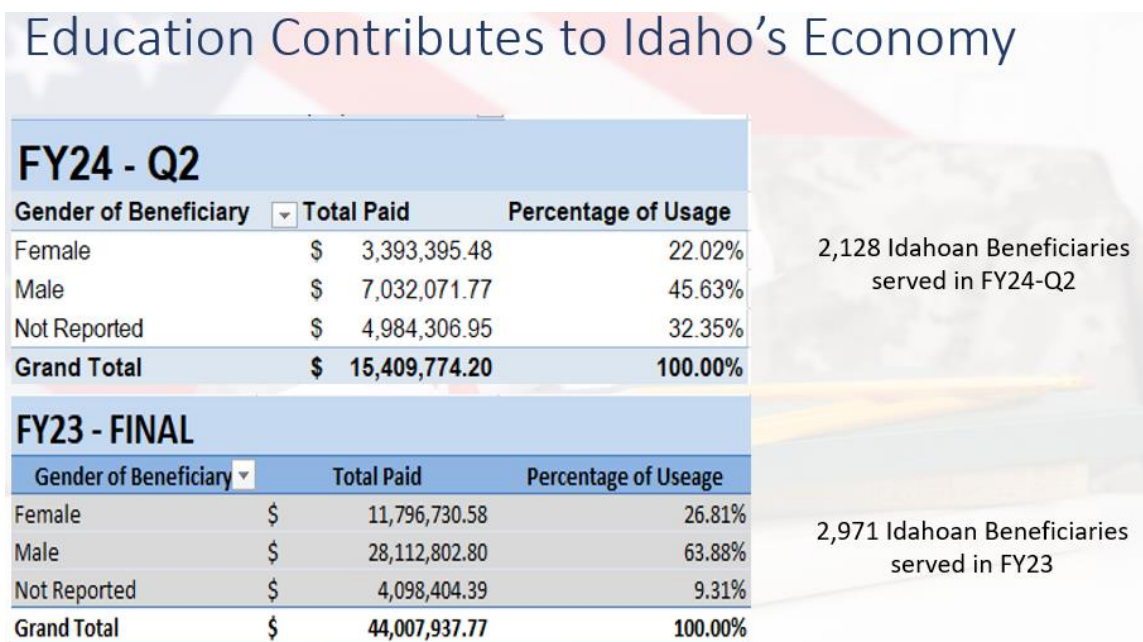 Education Contributes to Idaho's Economy
FY24 - Q2
Gender of Beneficiary Total Paid Percentage of Usage
Female $ 3,393,395.48 22.02%
Male $ 7,032,071.77 45.63%
Not Reported $ 4,984,306.95 32.35%
Grand Total $ 15,409,774.20 100.00%
2,128 Idahoan Beneficiaries
served in FY24-Q2
FY23 - FINAL
Gender of Beneficiary Total Paid Percentage of Useage
Female $ 11,796,730.58 26.81%
Male $ 28,112,802.80 63.88%
Not Reported $ 4,098,404.39 9.31%
Grand Total $ 44,007,937.77 100.00%
2,971 Idahoan Beneficiaries
served in FY23